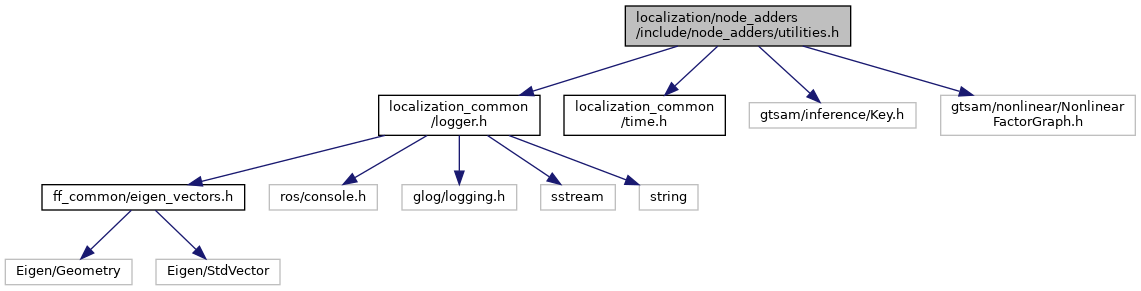 localization/node_adders
/include/node_adders/utilities.h
localization_common
/logger.h
localization_common
/time.h
gtsam/inference/Key.h
gtsam/nonlinear/Nonlinear
FactorGraph.h
ff_common/eigen_vectors.h
ros/console.h
glog/logging.h
sstream
string
Eigen/Geometry
Eigen/StdVector